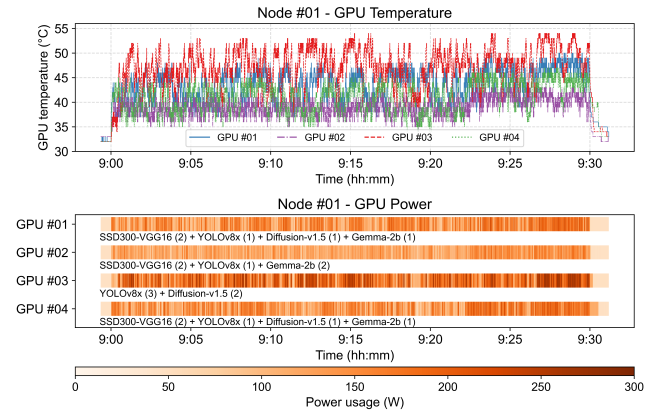 Node #01 - GPU Temperature
GPU temperature (°C)
55
50
45
40
35
30
GPU #01 GPU #02 GPU #03 GPU #04
9:00 9:05 9:10 9:15 9:20 9:26 9:30
Time (hh:mm)
Node #01 - GPU Power
GPU #01
SSD300-VGG16 (2) + YOLOv8x (1) + Diffusion-v1.5 (1) + Gemma-2b (1)
GPU #02
SSD300-VGG16 (2) + YOLOv8x (1) + Gemma-2b (2)
GPU #03
YOLOv8x (3) + Diffusion-v1.5 (2)
GPU #04
SSD300-VGG16 (2) + YOLOv8x (1) + Diffusion-v1.5 (1) + Gemma-2b (1)
9:00 9:05 9:10 9:15 9:22 9:26 9:30
Time (hh:mm)
0 50 100 150 200 250 300
Power usage (W)